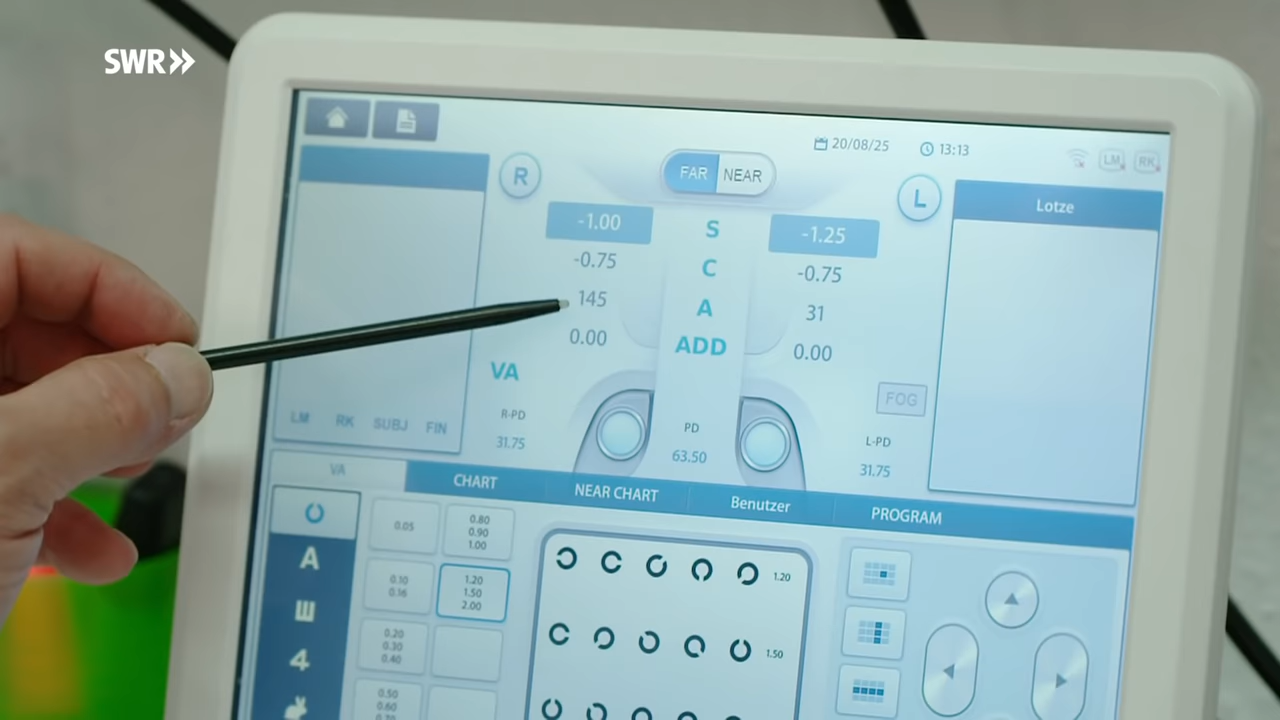 SWR
20/08/25
13:13
LM
RK
R
FAR
NEAR
L
Lotze
-1.00
S
-1.25
-0.75
C
-0.75
145
A
31
0.00
ADD
0.00
VA
FOG
LM
RK
SUBJ
FIN
R-PD
PD
L-PD
31.75
63.50
31.75
VA
CHART
NEAR CHART
Benutzer
PROGRAM
A
4
0.05
0.80
0.90
1.00
0.10
0.16
1.20
1.50
2.00
0.20
0.30
0.40
0.50
0.60
1.20
1.50